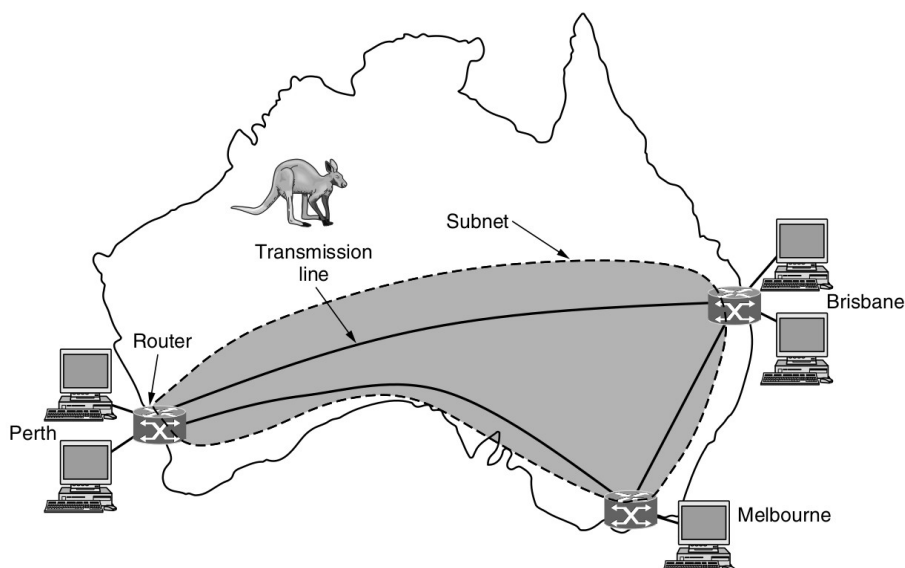 Subnet
Transmission
line
Brisbane
Router
Perth
Melbourne